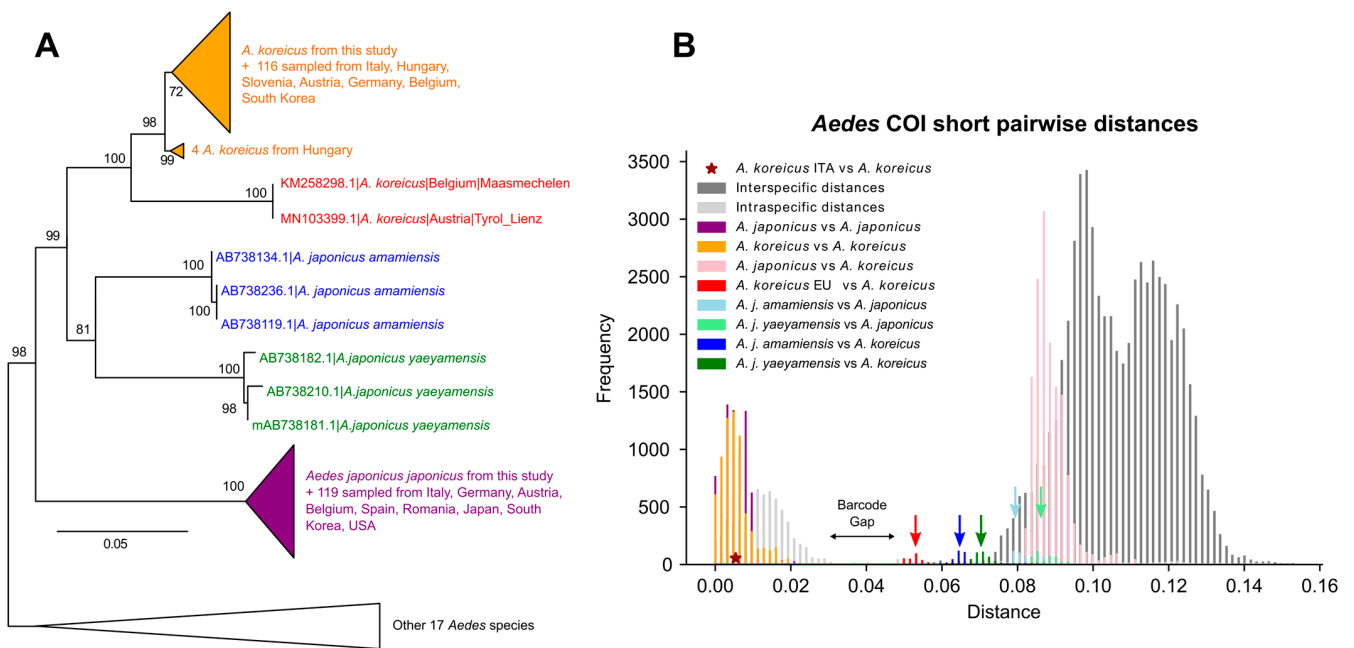 A
A. koreicus from this study
+ 116 sampled from Italy, Hungary,
Slovenia, Austria, Germany, Belgium,
South Korea
72
98
99
4 A. koreicus from Hungary
100
KM258298.1|A. koreicus|Belgium|Maasmechelen
100
MN103399.1|A. koreicus|Austria|Tyrol_Lienz
99
AB738134.1|A. japonicus amamiensis
100
AB738236.1|A. japonicus amamiensis
100
AB738119.1|A. japonicus amamiensis
81
98
AB738182.1|A.japonicus yaeyamensis
100
AB738210.1|A.japonicus yaeyamensis
98
mAB738181.1|A.japonicus yaeyamensis
100
Aedes japonicus japonicus from this study
+ 119 sampled from Italy, Germany, Austria,
Belgium, Spain, Romania, Japan, South
Korea, USA
0.05
Other 17 Aedes species
B
Aedes COI short pairwise distances
A. koreicus ITA vs A. koreicus
Interspecific distances
Intraspecific distances
A. japonicus vs A. japonicus
A. koreicus vs A. koreicus
A. japonicus vs A. koreicus
A. koreicus EU vs A. koreicus
A. j. amamiensis vs A. japonicus
A. j. yaeyamensis vs A. japonicus
A. j. amamiensis vs A. koreicus
A. j. yaeyamensis vs A. koreicus
Barcode
Gap
Frequency
3500
3000
2500
2000
1500
1000
500
0
0.00 0.02 0.04 0.06 0.08 0.10 0.12 0.14 0.16
Distance